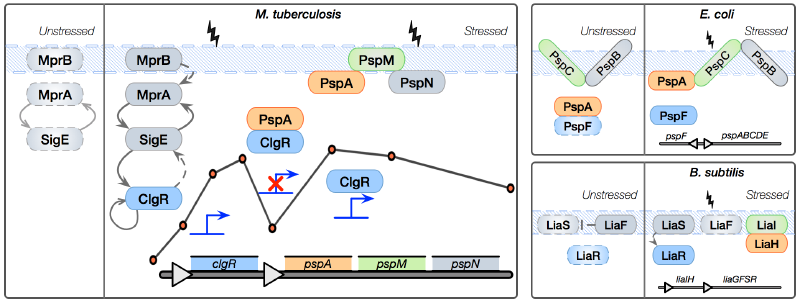 M. tuberculosis
Unstressed
Stressed
MprB
MprA
SigE
MprB
MprA
SigE
ClgR
PspM
PspA
PspN
PspA
ClgR
ClgR
clgR
pspA
pspM
pspN
E. coli
Unstressed
Stressed
PspC
PspB
PspA
PspF
PspC
PspB
PspA
PspF
pspF
pspABCDE
B. subtilis
Unstressed
Stressed
LiaS
LiaF
LiaR
LiaS
LiaF
LiaI
LiaH
LiaR
liaIH
liaGFSR